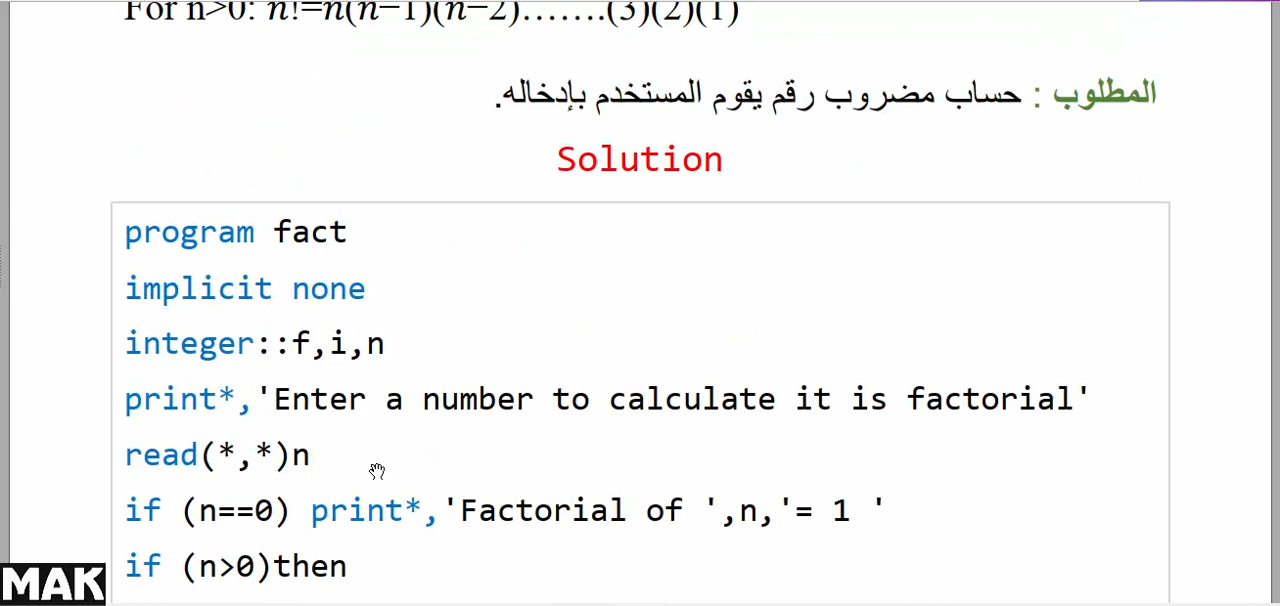 For n>0: n!=n(n−1)(n−2)…….(3)(2)(1)
المطلوب : حساب مضروب رقم يقوم المستخدم بإدخاله.
Solution
program fact
implicit none
integer::f,i,n
print*,'Enter a number to calculate it is factorial'
read(*,*)n
if (n==0) print*,'Factorial of ',n,'= 1 '
if (n>0)then
MAK